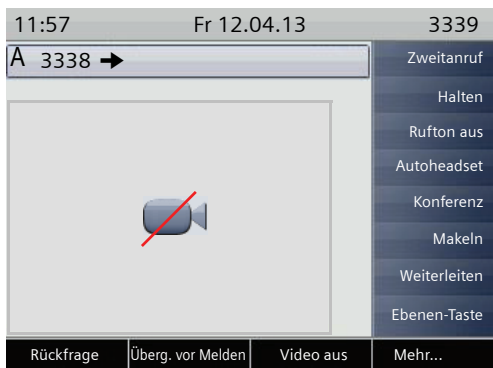 11:57 Fr 12.04.13 3339
A 3338 →
Zweitanruf
Halten
Rufton aus
Autoheadset
Konferenz
Makeln
Weiterleiten
Ebenen-Taste
Rückfrage Überg. vor Melden Video aus Mehr...